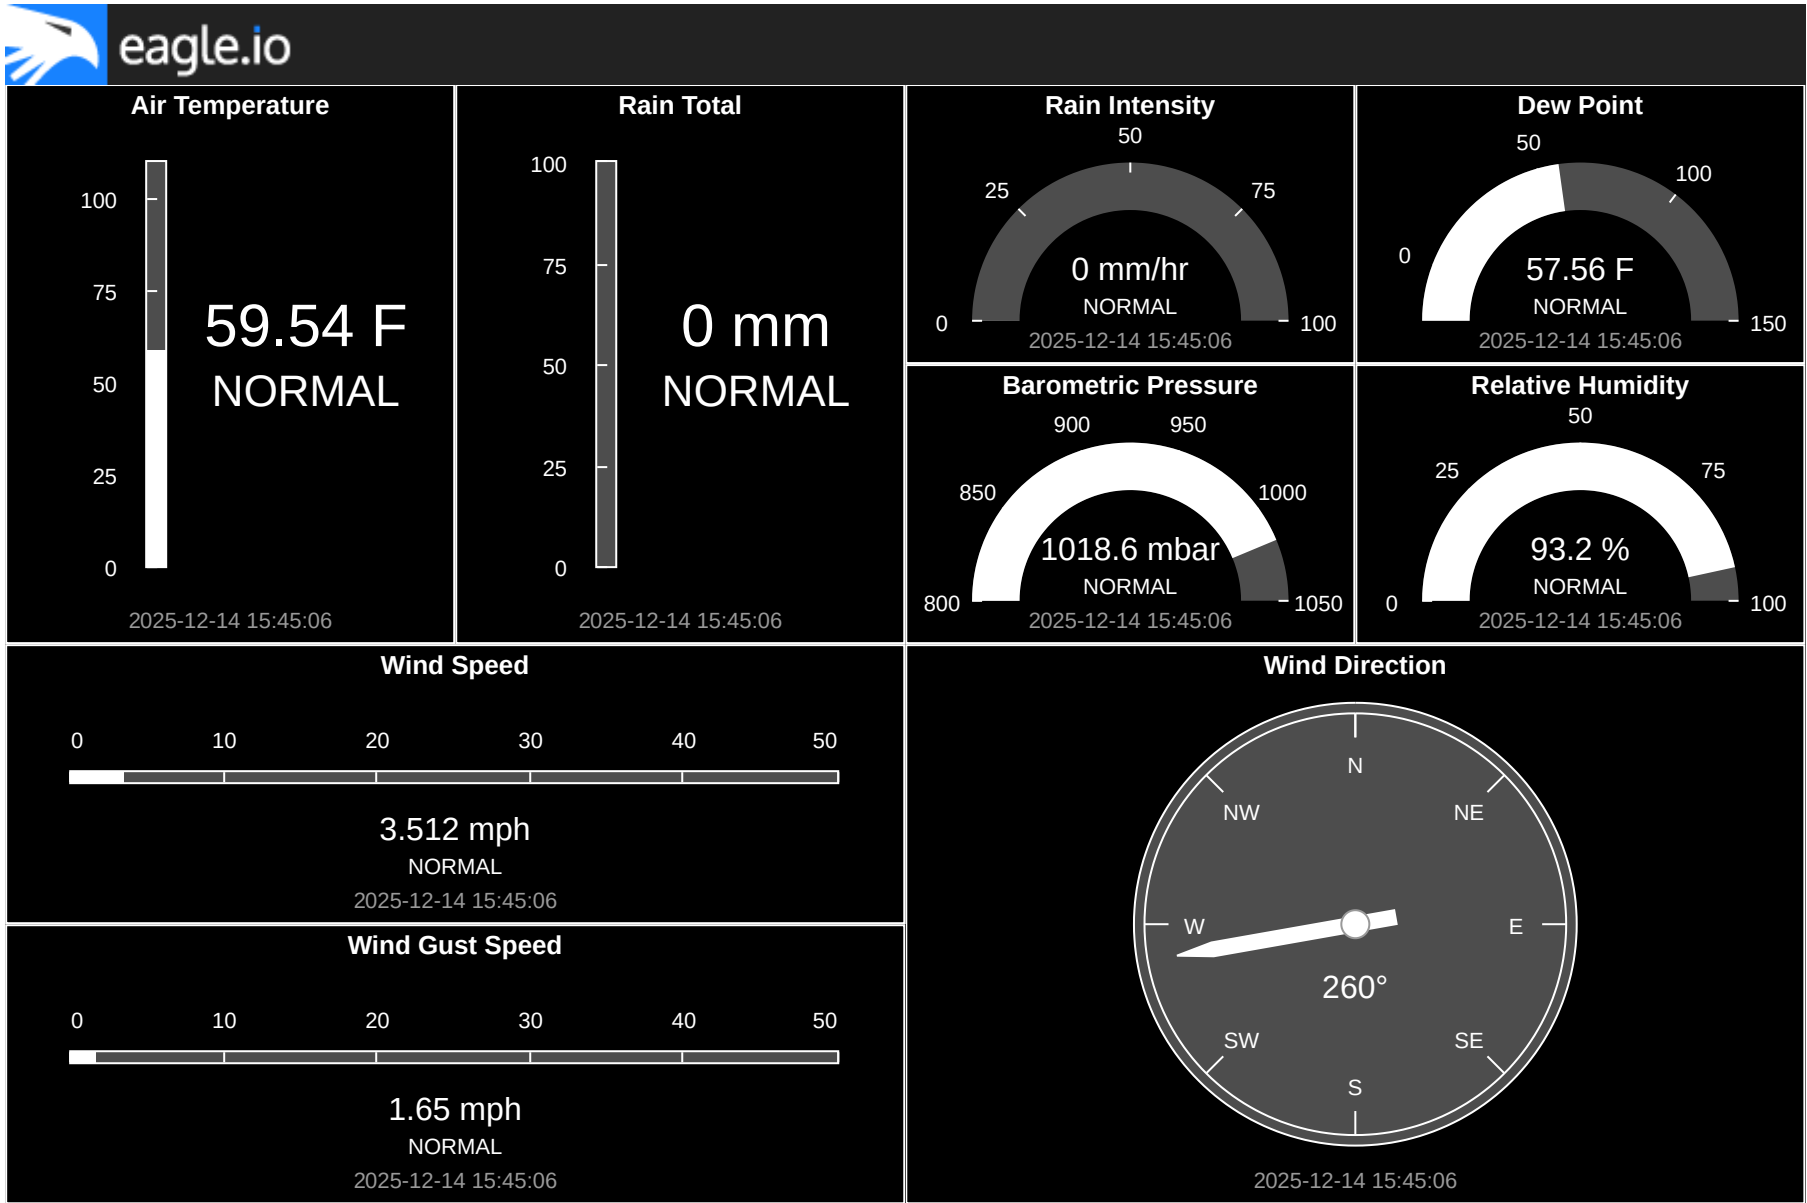 eagle.io
Air Temperature
100
75
50
25
0
59.54 F
NORMAL
2025-12-14 15:45:06
Rain Total
100
75
50
25
0
0 mm
NORMAL
2025-12-14 15:45:06
Rain Intensity
0
25
50
75
100
0 mm/hr
NORMAL
2025-12-14 15:45:06
Dew Point
0
50
100
150
57.56 F
NORMAL
2025-12-14 15:45:06
Barometric Pressure
800
850
900
950
1000
1050
1018.6 mbar
NORMAL
2025-12-14 15:45:06
Relative Humidity
0
25
50
75
100
93.2 %
NORMAL
2025-12-14 15:45:06
Wind Speed
0 10 20 30 40 50
3.512 mph
NORMAL
2025-12-14 15:45:06
Wind Gust Speed
0 10 20 30 40 50
1.65 mph
NORMAL
2025-12-14 15:45:06
Wind Direction
N
NW NE
W E
260°
SW SE
S
2025-12-14 15:45:06